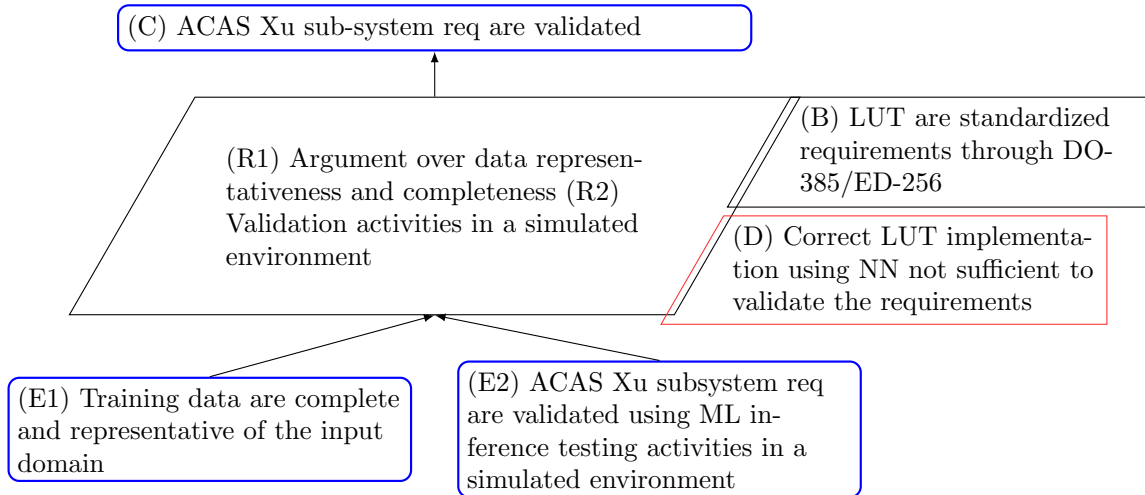 (C) ACAS Xu sub-system req are validated
(R1) Argument over data represen-
tativeness and completeness (R2)
Validation activities in a simulated
environment
(B) LUT are standardized
requirements through DO-
385/ED-256
(D) Correct LUT implementa-
tion using NN not sufficient to
validate the requirements
(E1) Training data are complete
and representative of the input
domain
(E2) ACAS Xu subsystem req
are validated using ML in-
ference testing activities in a
simulated environment